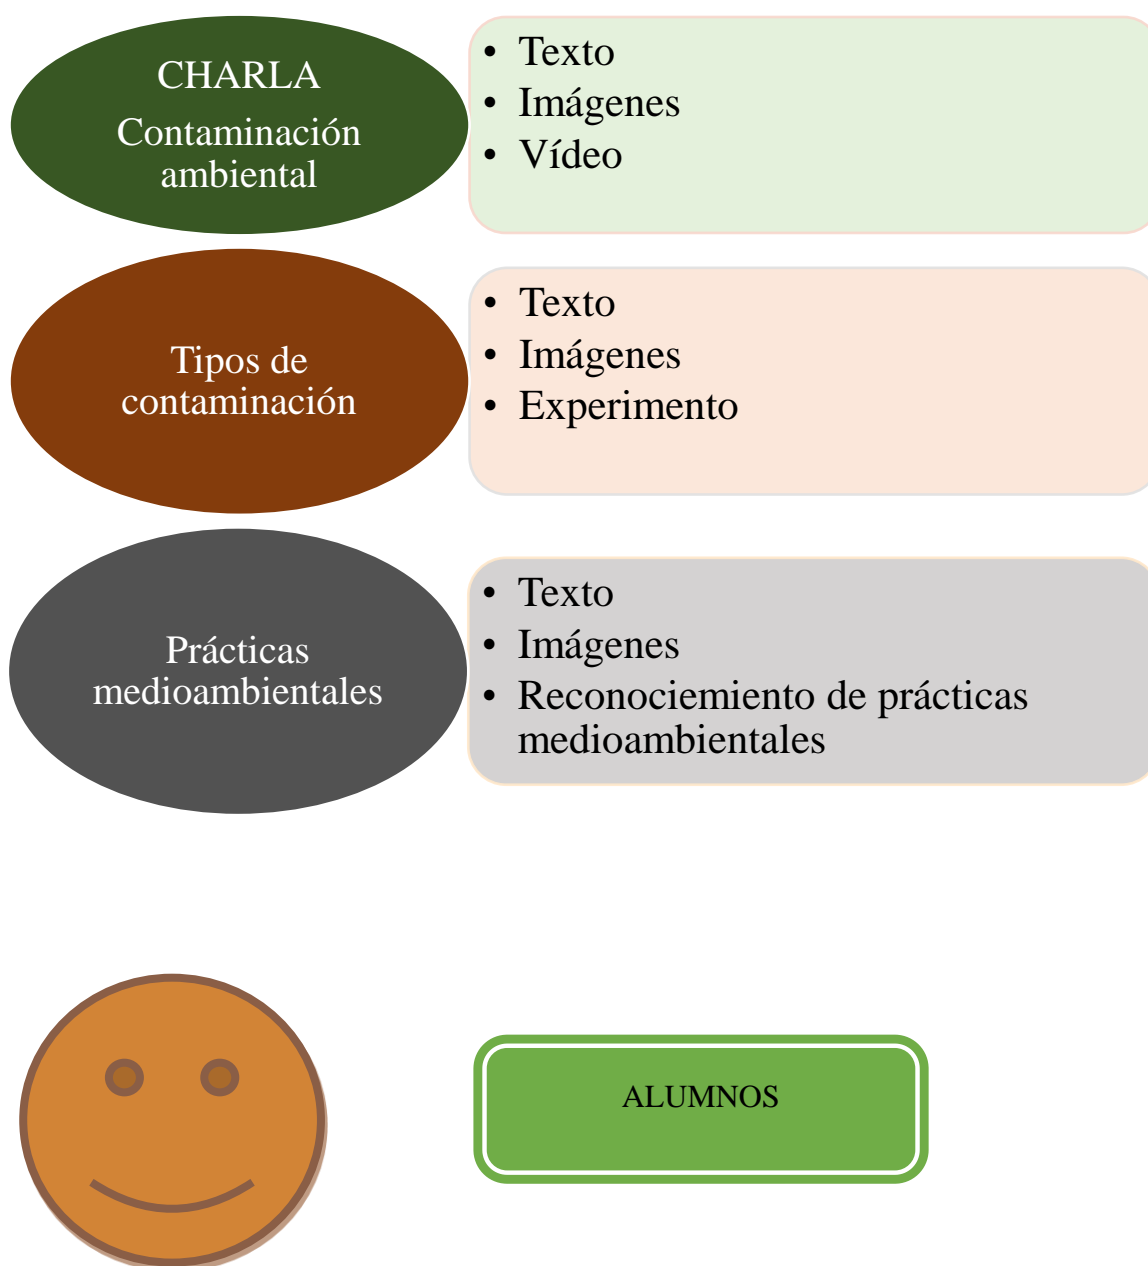 CHARLA
Contaminación
ambiental
• Texto
• Imágenes
• Vídeo
Tipos de
contaminación
• Texto
• Imágenes
• Experimento
Prácticas
medioambientales
• Texto
• Imágenes
• Reconociemiento de prácticas
medioambientales
ALUMNOS